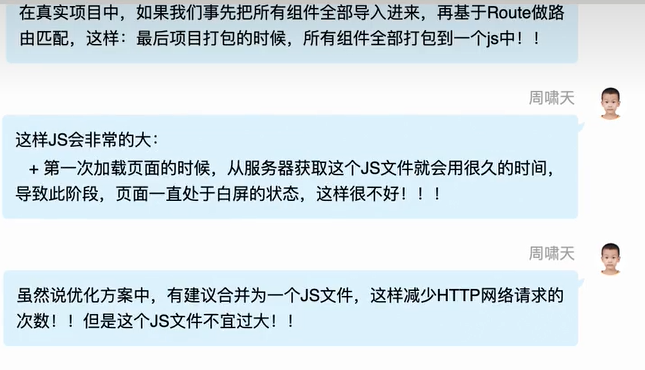 在真实项目中，如果我们事先把所有组件全部导入进来，再基于Route做路
由匹配，这样：最后项目打包的时候，所有组件全部打包到一个js中！！
周啸天
这样JS会非常的大：
+ 第一次加载页面的时候，从服务器获取这个JS文件就会用很久的时间，
导致此阶段，页面一直处于白屏的状态，这样很不好！！！
周啸天
虽然说优化方案中，有建议合并为一个JS文件，这样减少HTTP网络请求的
次数！！但是这个JS文件不宜过大！！